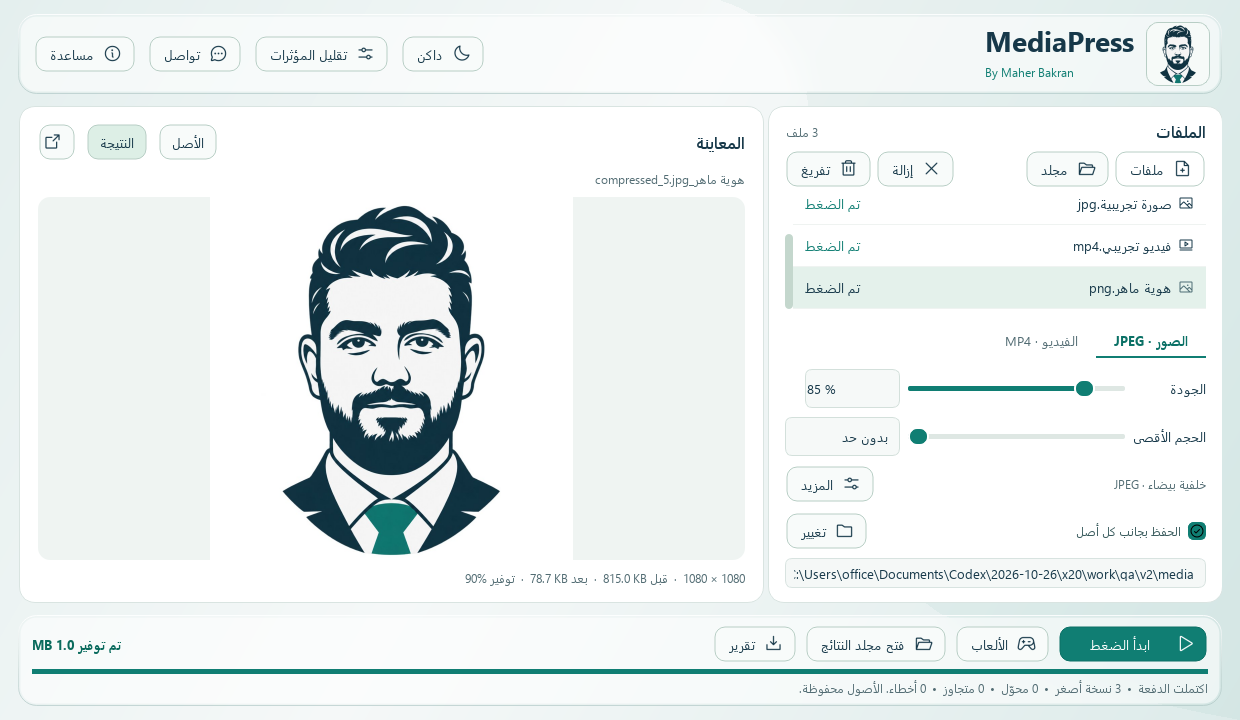 MediaPress
By Maher Bakran
داكن
تقليل المؤثرات
تواصل
مساعدة
الملفات
3 ملف
ملفات
مجلد
إزالة
تفريغ
صورة تجريبية.jpg تم الضغط
فيديو تجريبي.mp4 تم الضغط
هوية ماهر.png تم الضغط
الصور · JPEG
الفيديو · MP4
الجودة
85 %
الحجم الأقصى
بدون حد
خلفية بيضاء · JPEG
المزيد
الحفظ بجانب كل أصل
تغيير
:\Users\office\Documents\Codex\2026-10-26\x20\work\qa\v2\media
المعاينة
الأصل
النتيجة
هوية ماهر_compressed_5.jpg
1080 × 1080 · قبل 815.0 KB · بعد 78.7 KB · توفير 90%
ابدأ الضغط
الألعاب
فتح مجلد النتائج
تقرير
تم توفير 1.0 MB
اكتملت الدفعة • 3 نسخة أصغر • 0 محوّل • 0 متجاوز • 0 أخطاء. الأصول محفوظة.